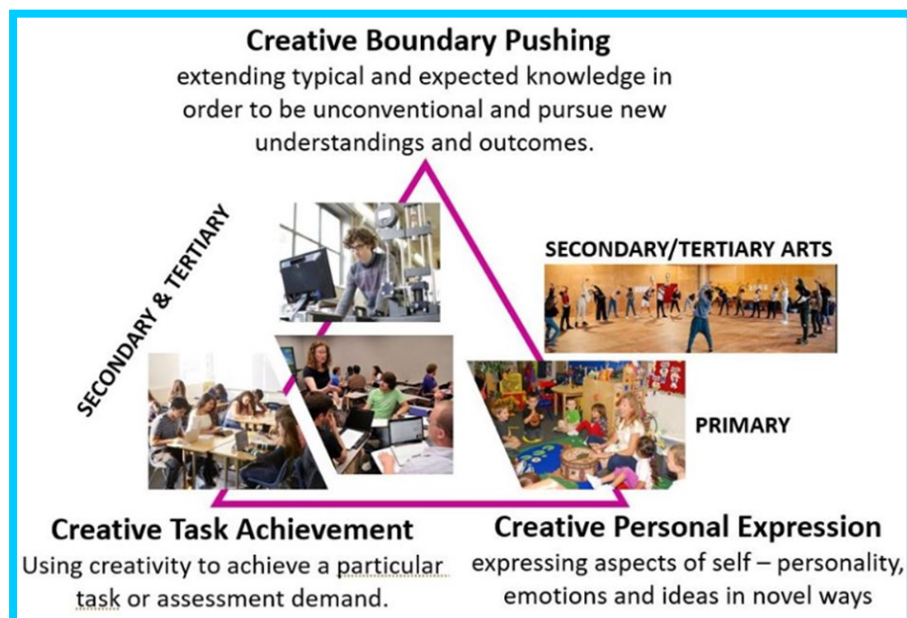 Creative Boundary Pushing
extending typical and expected knowledge in
order to be unconventional and pursue new
understandings and outcomes.
SECONDARY & TERTIARY
SECONDARY/TERTIARY ARTS
PRIMARY
Creative Task Achievement
Using creativity to achieve a particular
task or assessment demand.
Creative Personal Expression
expressing aspects of self – personality,
emotions and ideas in novel ways